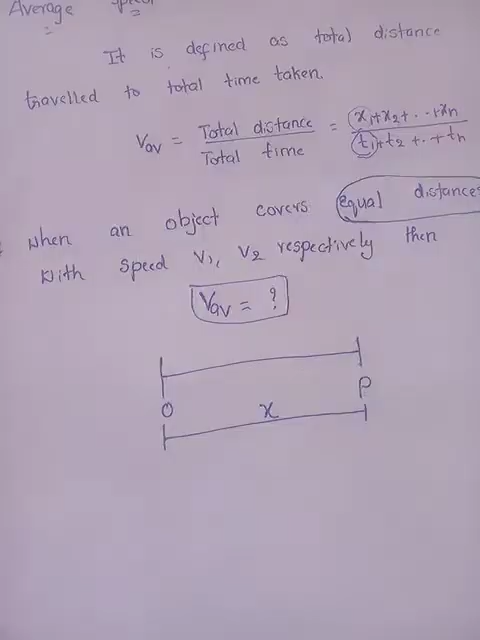 Average Speed
It is defined as total distance
travelled to total time taken.
Vav = Total distance / Total time = x1+x2+...+xn / t1+t2+..+tn
When an object covers equal distances
with speed V1, V2 respectively then
Vav = ?
O x P